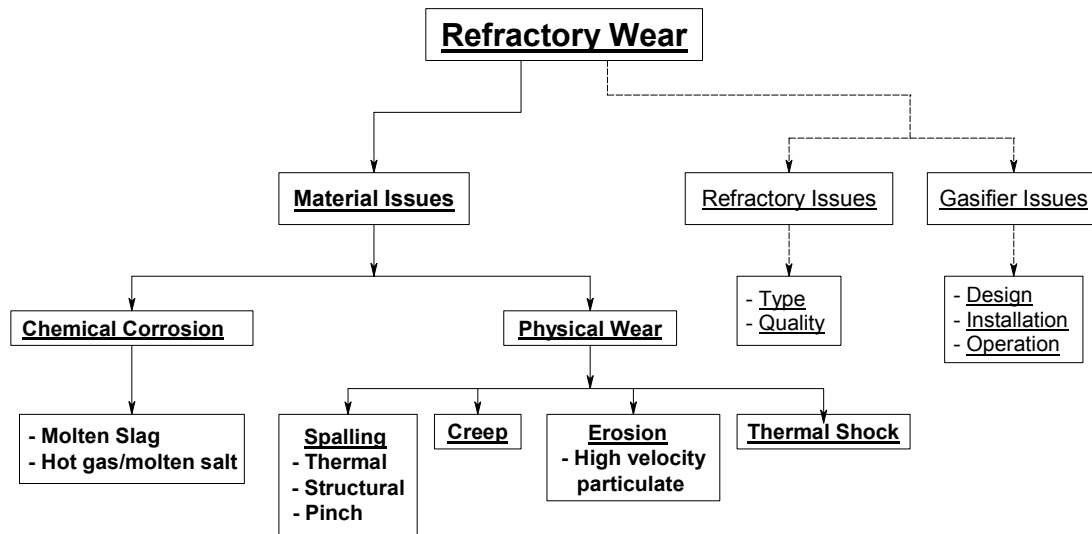 Refractory Wear
Material Issues
Refractory Issues
Gasifier Issues
- Type
- Quality
- Design
- Installation
- Operation
Chemical Corrosion
Physical Wear
- Molten Slag
- Hot gas/molten salt
Spalling
- Thermal
- Structural
- Pinch
Creep
Erosion
- High velocity
particulate
Thermal Shock